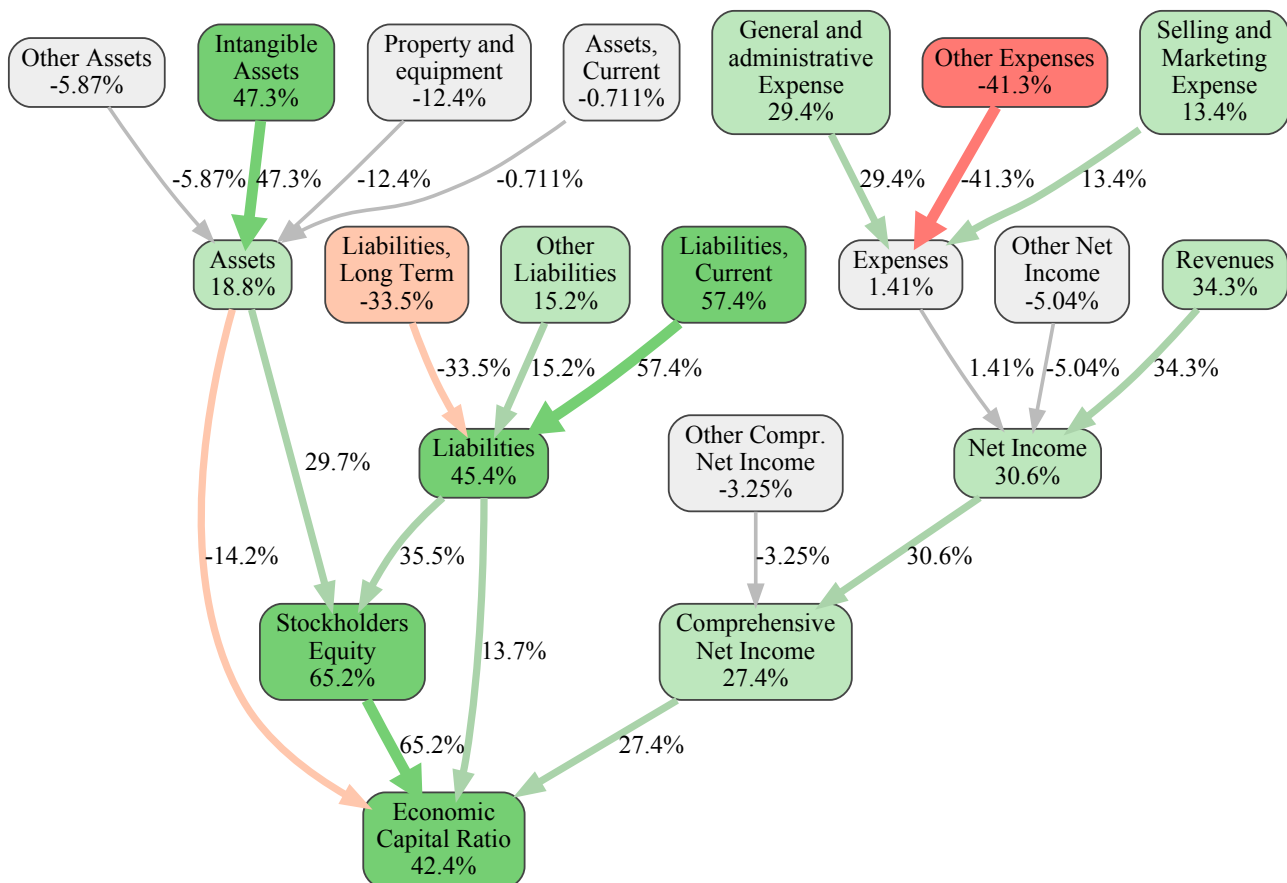 Other Assets
-5.87%
Intangible
Assets
47.3%
Property and
equipment
-12.4%
Assets,
Current
-0.711%
General and
administrative
Expense
29.4%
Other Expenses
-41.3%
Selling and
Marketing
Expense
13.4%
-5.87%
47.3%
-12.4%
-0.711%
29.4%
-41.3%
13.4%
Assets
18.8%
Liabilities,
Long Term
-33.5%
Other
Liabilities
15.2%
Liabilities,
Current
57.4%
Expenses
1.41%
Other Net
Income
-5.04%
Revenues
34.3%
-33.5%
15.2%
57.4%
1.41%
-5.04%
34.3%
29.7%
Liabilities
45.4%
Other Compr.
Net Income
-3.25%
Net Income
30.6%
-14.2%
35.5%
-3.25%
30.6%
Stockholders
Equity
65.2%
13.7%
Comprehensive
Net Income
27.4%
65.2%
27.4%
Economic
Capital Ratio
42.4%